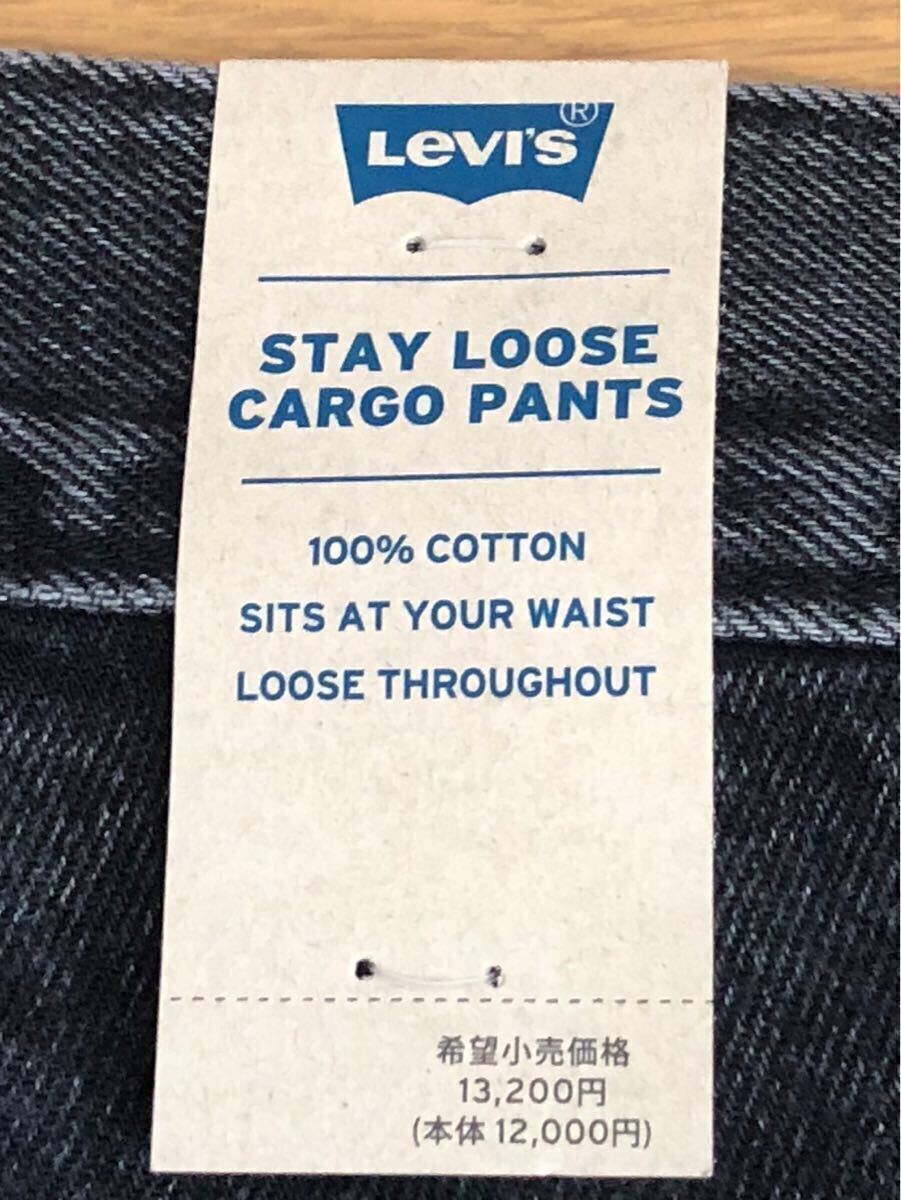 Levi's
®
STAY LOOSE
CARGO PANTS
100% COTTON
SITS AT YOUR WAIST
LOOSE THROUGHOUT
希望小売価格
13,200円
(本体 12,000円)